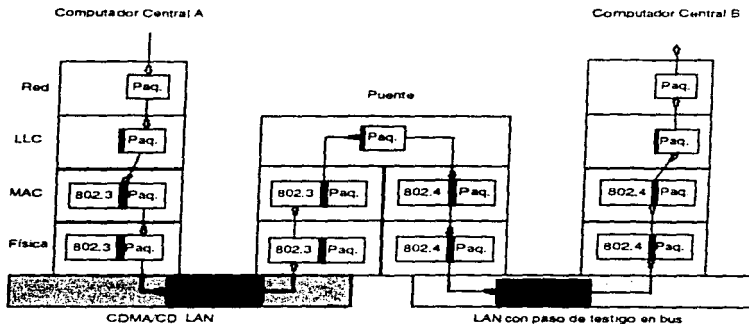 Computador Central A
Computador Central B
Red
Paq.
Puente
Paq.
LLC
Paq.
Paq.
Paq.
MAC
802.3 Paq.
802.3 Paq.
802.4 Paq.
802.4 Paq.
Física
802.3 Paq.
802.3 Paq.
802.4 Paq.
802.4 Paq.
CDMA/CD LAN
LAN con paso de testigo en bus